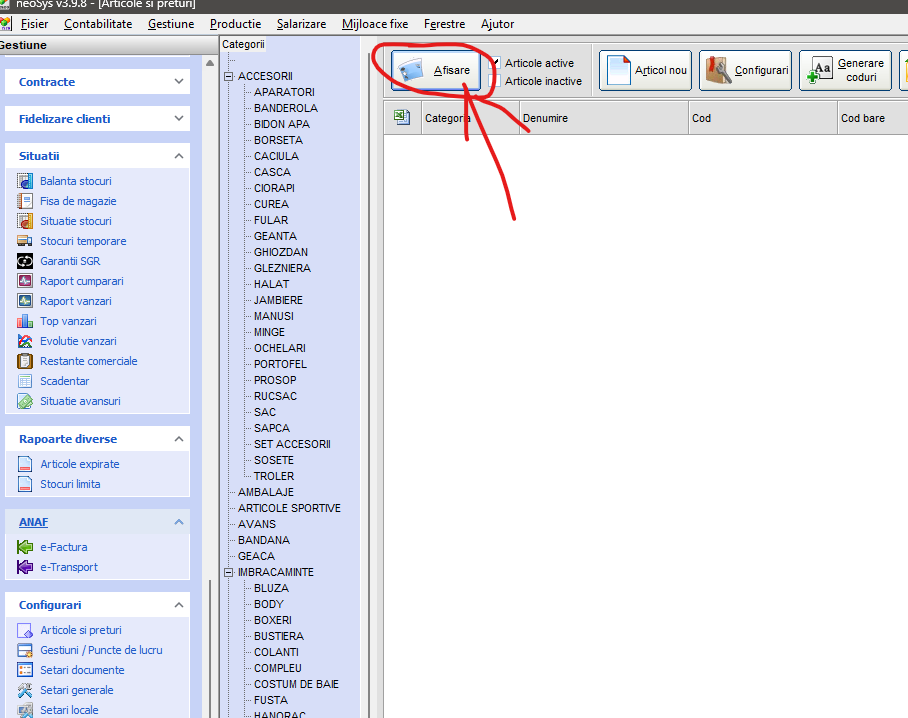 neoSys v3.9.8 - [Articole si preturi]
Fisier Contabilitate Gestiune Productie Salarizare Mijloace fixe Ferestre Ajutor
Gestiune
Contracte
Fidelizare clienti
Situatii
Balanta stocuri
Fisa de magazie
Situatie stocuri
Stocuri temporare
Garantii SGR
Raport cumparari
Raport vanzari
Top vanzari
Evolutie vanzari
Restante comerciale
Scadentar
Situatie avansuri
Rapoarte diverse
Articole expirate
Stocuri limita
ANAF
e-Factura
e-Transport
Configurari
Articole si preturi
Gestiuni / Puncte de lucru
Setari documente
Setari generale
Setari locale
Categorii
ACCESORII
APARATORI
BANDEROLA
BIDON APA
BORSETA
CACIULA
CASCA
CIORAPI
CUREA
FULAR
GEANTA
GHIOZDAN
GLEZNIERA
HALAT
JAMBIERE
MANUSI
MINGE
OCHELARI
PORTOFEL
PROSOP
RUCSAC
SAC
SAPCA
SET ACCESORII
SOSETE
TROLER
AMBALAJE
ARTICOLE SPORTIVE
AVANS
BANDANA
GEACA
IMBRACAMINTE
BLUZA
BODY
BOXERI
BUSTIERA
COLANTI
COMPLEU
COSTUM DE BAIE
FUSTA
HANORAC
Afisare
Articole active
Articole inactive
Articol nou
Configurari
Generare
coduri
Categoria Denumire Cod Cod bare